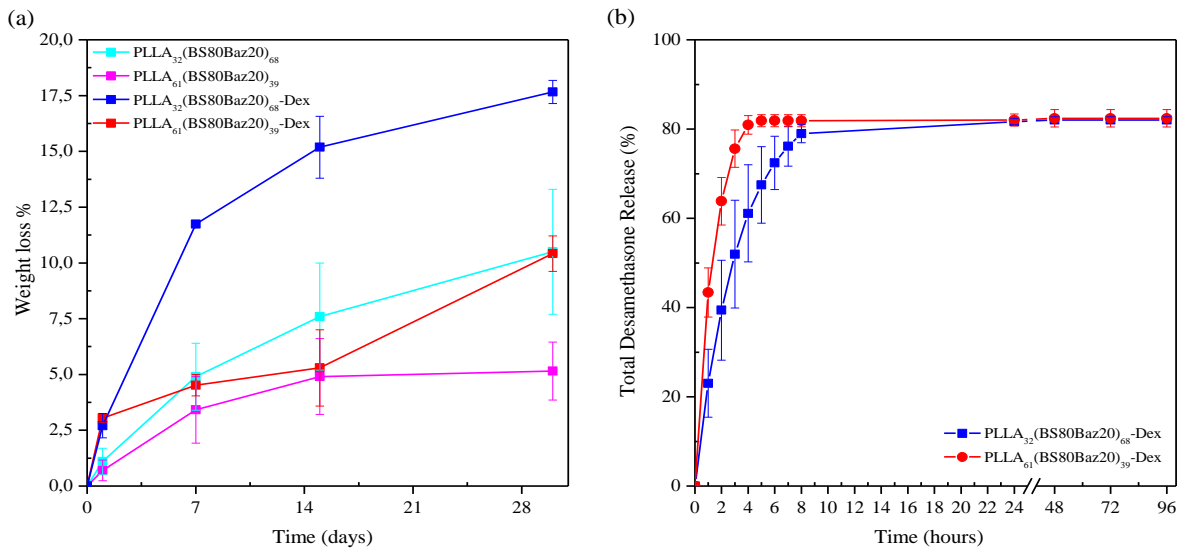 (a)
20,0
17,5
15,0
12,5
10,0
7,5
5,0
2,5
0,0
Weight loss %
PLLA32(BS80Baz20)68
PLLA61(BS80Baz20)39
PLLA32(BS80Baz20)68-Dex
PLLA61(BS80Baz20)39-Dex
0 7 14 21 28
Time (days)
(b)
100
80
60
40
20
0
Total Desamethasone Release (%)
PLLA32(BS80Baz20)68-Dex
PLLA61(BS80Baz20)39-Dex
0 2 4 6 8 10 12 14 16 18 20 22 24 48 72 96
Time (hours)